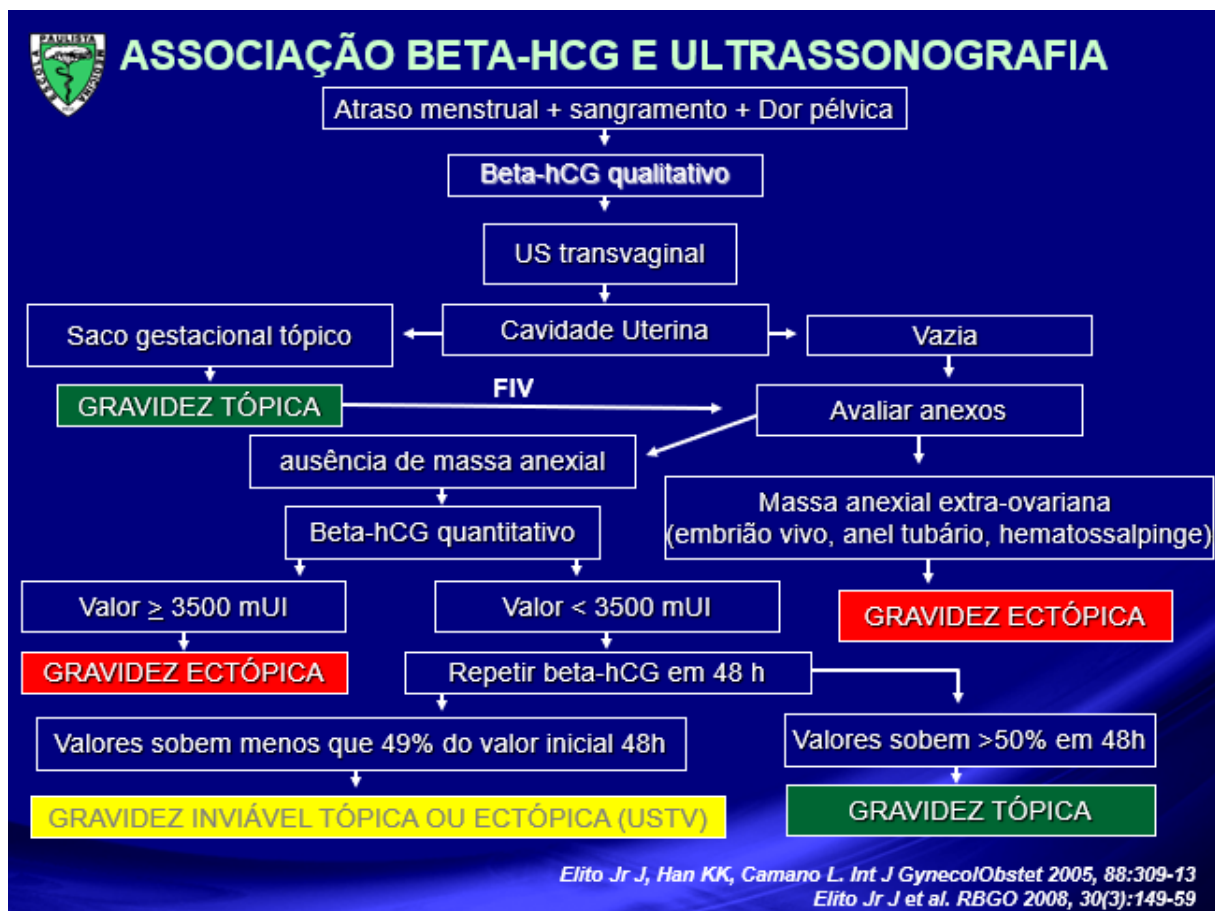 ASSOCIAÇÃO BETA-HCG E ULTRASSONOGRAFIA
Atraso menstrual + sangramento + Dor pélvica
Beta-hCG qualitativo
US transvaginal
Cavidade Uterina
Saco gestacional tópico
Vazia
GRAVIDEZ TÓPICA
FIV
Avaliar anexos
ausência de massa anexial
Massa anexial extra-ovariana
(embrião vivo, anel tubário, hematossalpinge)
Beta-hCG quantitativo
Valor ≥ 3500 mUI
Valor < 3500 mUI
GRAVIDEZ ECTÓPICA
GRAVIDEZ ECTÓPICA
Repetir beta-hCG em 48 h
Valores sobem menos que 49% do valor inicial 48h
Valores sobem >50% em 48h
GRAVIDEZ INVIÁVEL TÓPICA OU ECTÓPICA (USTV)
GRAVIDEZ TÓPICA
Elito Jr J, Han KK, Camano L. Int J GynecolObstet 2005, 88:309-13
Elito Jr J et al. RBGO 2008, 30(3):149-59
PAULISTA